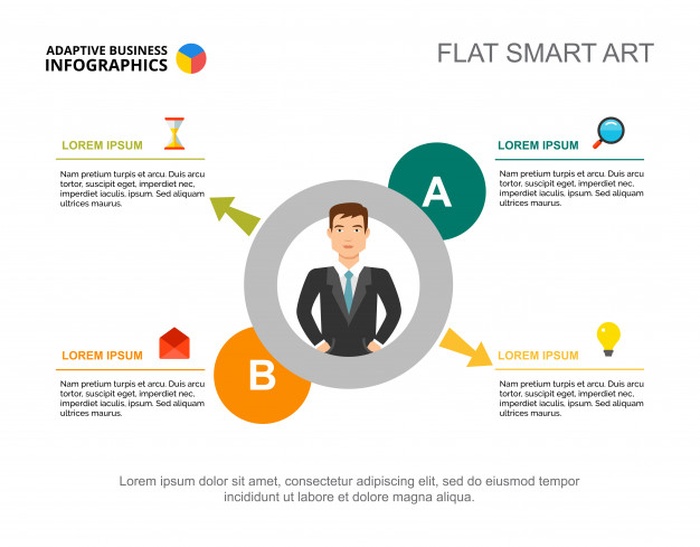 ADAPTIVE BUSINESS
INFOGRAPHICS
FLAT SMART ART
LOREM IPSUM
Nam pretium turpis et arcu. Duis arcu
tortor, suscipit eget, imperdiet nec,
imperdiet iaculis, ipsum. Sed aliquam
ultrices maurus.
A
LOREM IPSUM
Nam pretium turpis et arcu. Duis arcu
tortor, suscipit eget, imperdiet nec,
imperdiet iaculis, ipsum. Sed aliquam
ultrices maurus.
LOREM IPSUM
Nam pretium turpis et arcu. Duis arcu
tortor, suscipit eget, imperdiet nec,
imperdiet iaculis, ipsum. Sed aliquam
ultrices maurus.
B
LOREM IPSUM
Nam pretium turpis et arcu. Duis arcu
tortor, suscipit eget, imperdiet nec,
imperdiet iaculis, ipsum. Sed aliquam
ultrices maurus.
Lorem ipsum dolor sit amet, consectetur adipiscing elit, sed do eiusmod tempor
incididunt ut labore et dolore magna aliqua.